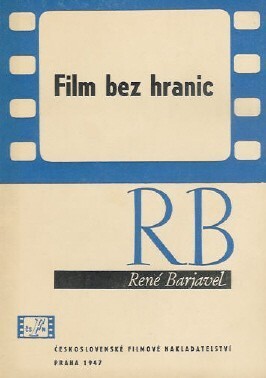 Film bez hranic
RB
René Barjavel
ČESKOSLOVENSKÉ FILMOVÉ NAKLADATELSTVÍ
PRAHA 1947